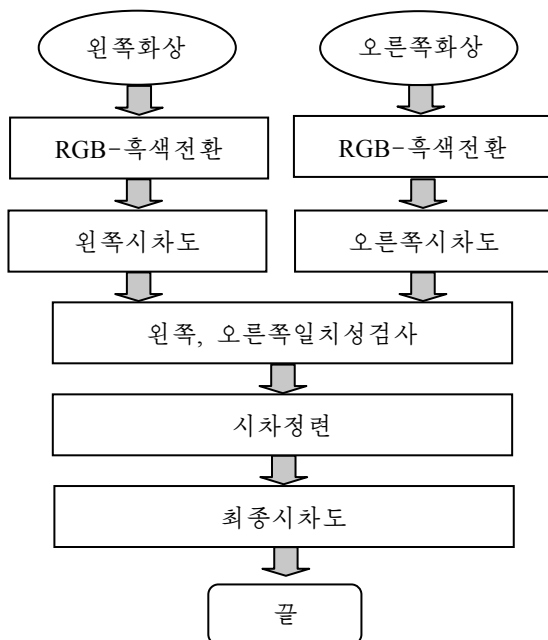 왼쪽화상
오른쪽화상
RGB-흑색전환
RGB-흑색전환
왼쪽시차도
오른쪽시차도
왼쪽, 오른쪽일치성검사
시차정련
최종시차도
끝